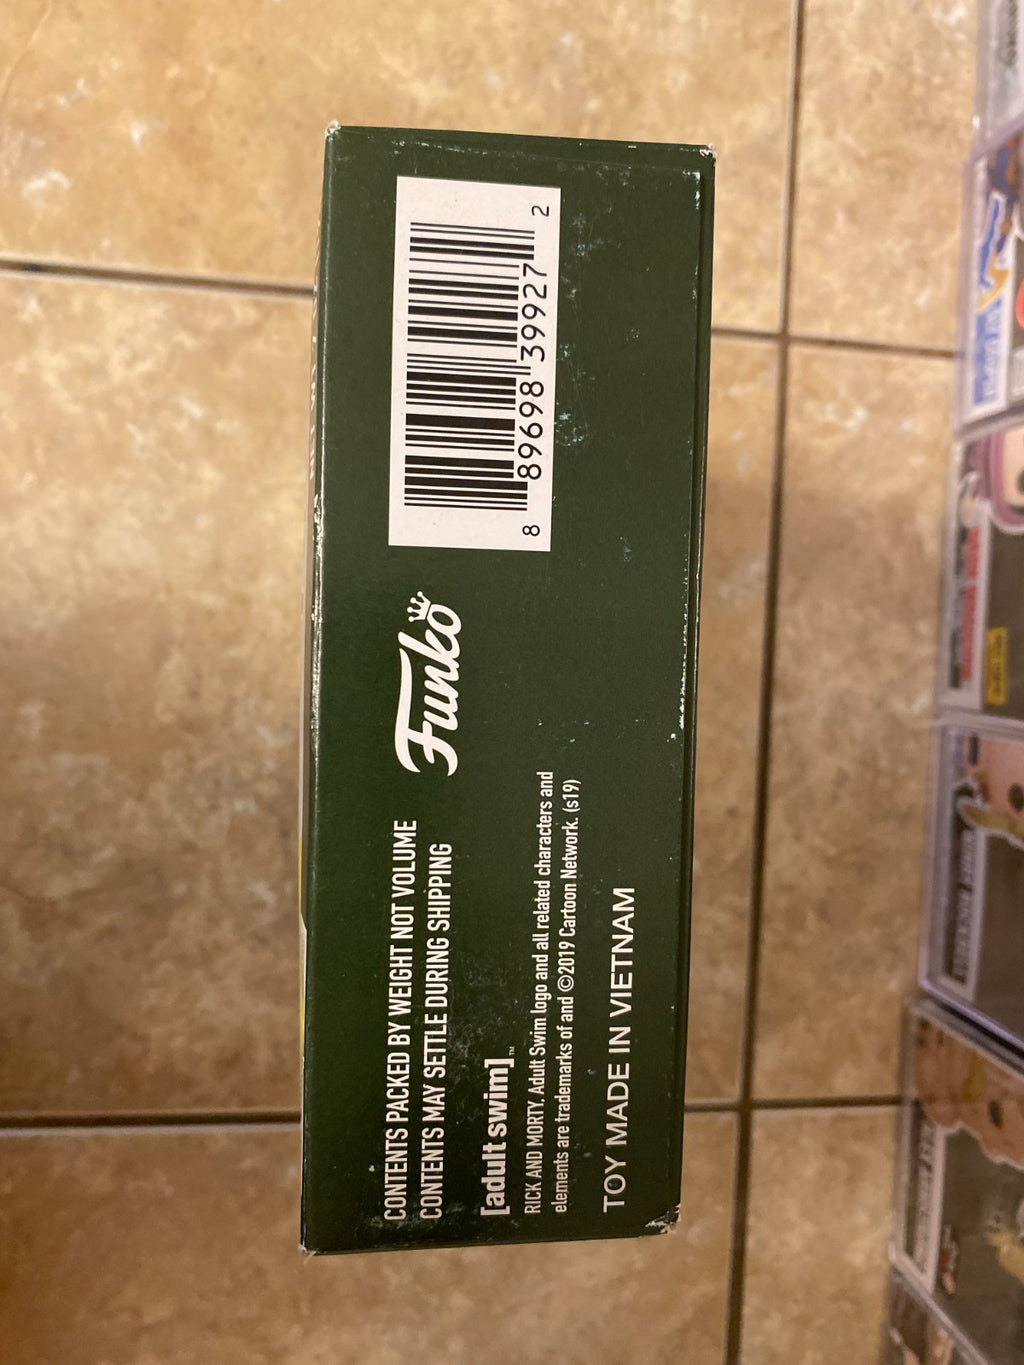 CONTENTS PACKED BY WEIGHT NOT VOLUME
CONTENTS MAY SETTLE DURING SHIPPING
[adult swim]™
RICK AND MORTY, Adult Swim logo and all related characters and
elements are trademarks of and ©2019 Cartoon Network. (s19)
TOY MADE IN VIETNAM
Funko
8 89698 39927 2